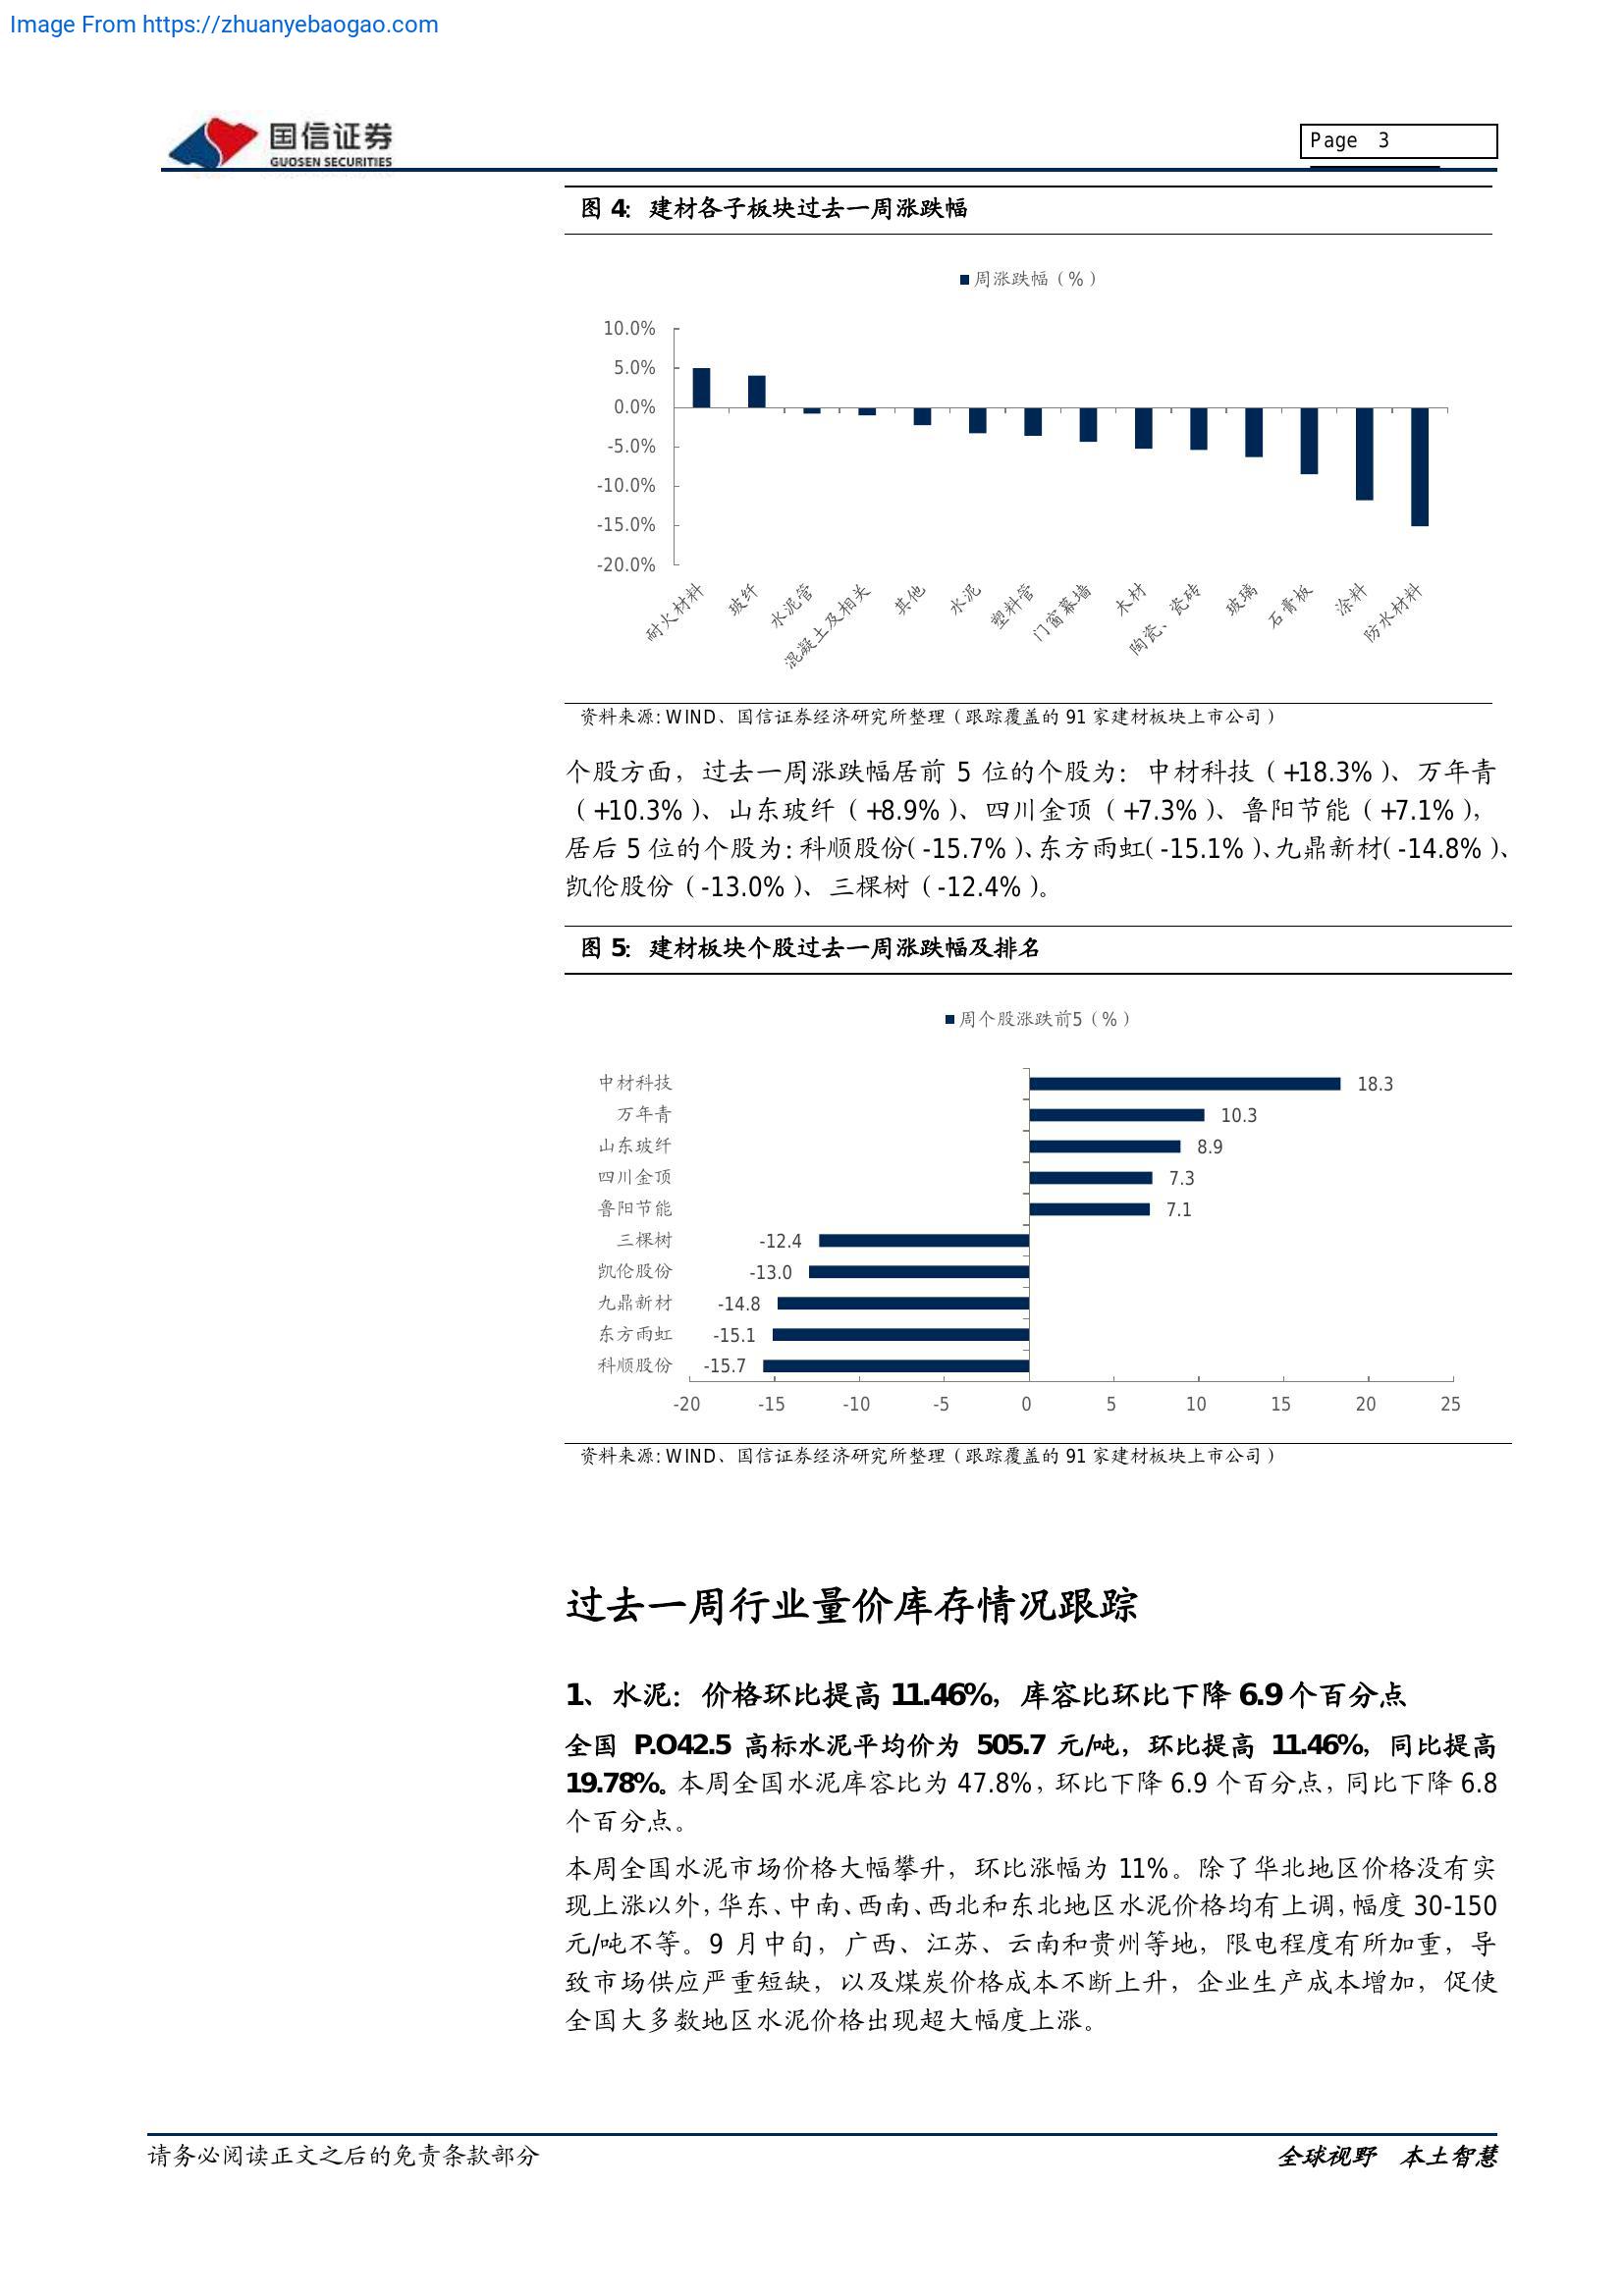 Image From https://zhuanyebaogao.com
国信证券
GUOSEN SECURITIES
Page 3
图 4：建材各子板块过去一周涨跌幅
周涨跌幅（%）
10.0%
5.0%
0.0%
-5.0%
-10.0%
-15.0%
-20.0%
耐火材料
玻纤
水泥管
混凝土及相关
其他
水泥
塑料管
门窗幕墙
木材
陶瓷、瓷砖
玻璃
石膏板
涂料
防水材料
资料来源: WIND、国信证券经济研究所整理（跟踪覆盖的 91 家建材板块上市公司）
个股方面，过去一周涨跌幅居前 5 位的个股为：中材科技（+18.3%）、万年青
（+10.3%）、山东玻纤（+8.9%）、四川金顶（+7.3%）、鲁阳节能（+7.1%），
居后 5 位的个股为：科顺股份（-15.7%）、东方雨虹（-15.1%）、九鼎新材（-14.8%）、
凯伦股份（-13.0%）、三棵树（-12.4%）。
图 5：建材板块个股过去一周涨跌幅及排名
周个股涨跌前5（%）
中材科技 18.3
万年青 10.3
山东玻纤 8.9
四川金顶 7.3
鲁阳节能 7.1
三棵树 -12.4
凯伦股份 -13.0
九鼎新材 -14.8
东方雨虹 -15.1
科顺股份 -15.7
-20 -15 -10 -5 0 5 10 15 20 25
资料来源: WIND、国信证券经济研究所整理（跟踪覆盖的 91 家建材板块上市公司）
过去一周行业量价库存情况跟踪
1、水泥：价格环比提高 11.46%，库容比环比下降 6.9 个百分点
全国 P.O42.5 高标水泥平均价为 505.7 元/吨，环比提高 11.46%，同比提高
19.78%。本周全国水泥库容比为 47.8%，环比下降 6.9 个百分点，同比下降 6.8
个百分点。
本周全国水泥市场价格大幅攀升，环比涨幅为 11%。除了华北地区价格没有实
现上涨以外，华东、中南、西南、西北和东北地区水泥价格均有上调，幅度 30-150
元/吨不等。9 月中旬，广西、江苏、云南和贵州等地，限电程度有所加重，导
致市场供应严重短缺，以及煤炭价格成本不断上升，企业生产成本增加，促使
全国大多数地区水泥价格出现超大幅度上涨。
请务必阅读正文之后的免责条款部分
全球视野 本土智慧